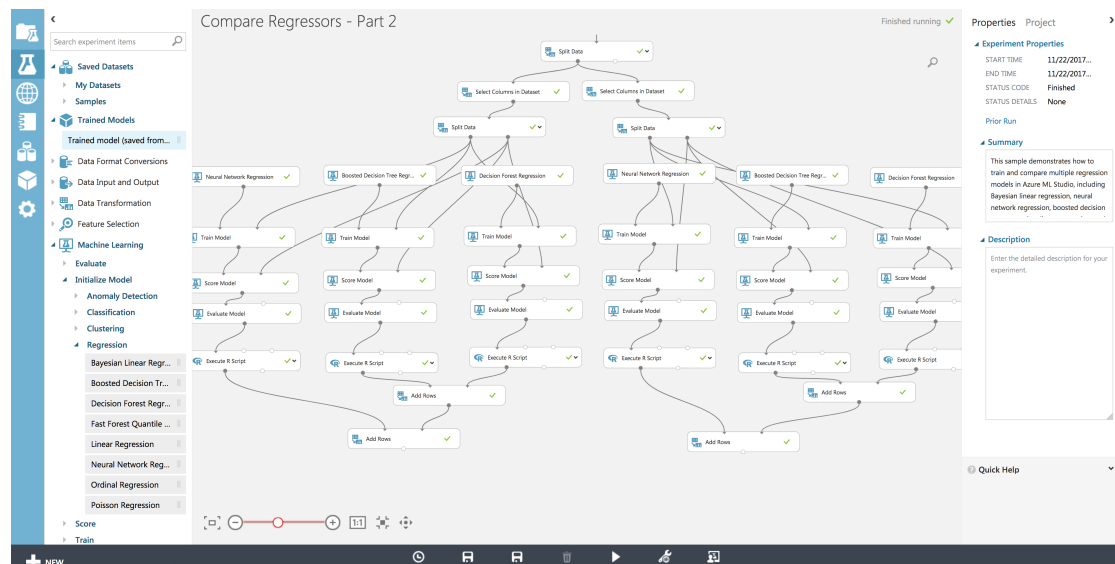 Search experiment items
Saved Datasets
My Datasets
Samples
Trained Models
Trained model (saved from...
Data Format Conversions
Data Input and Output
Data Transformation
Feature Selection
Machine Learning
Evaluate
Initialize Model
Anomaly Detection
Classification
Clustering
Regression
Bayesian Linear Regr...
Boosted Decision Tr...
Decision Forest Regr...
Fast Forest Quantile ...
Linear Regression
Neural Network Reg...
Ordinal Regression
Poisson Regression
Score
Train
NEW
Compare Regressors - Part 2
Finished running
Split Data
Select Columns in Dataset
Select Columns in Dataset
Split Data
Split Data
Neural Network Regression
Boosted Decision Tree Regr...
Decision Forest Regression
Neural Network Regression
Boosted Decision Tree Regr...
Decision Forest Regression
Train Model
Train Model
Train Model
Train Model
Train Model
Train Model
Score Model
Score Model
Score Model
Score Model
Score Model
Score Model
Evaluate Model
Evaluate Model
Evaluate Model
Evaluate Model
Evaluate Model
Evaluate Model
Execute R Script
Execute R Script
Execute R Script
Execute R Script
Execute R Script
Execute R Script
Add Rows
Add Rows
Add Rows
Add Rows
1:1
Properties Project
Experiment Properties
START TIME 11/22/2017...
END TIME 11/22/2017...
STATUS CODE Finished
STATUS DETAILS None
Prior Run
Summary
This sample demonstrates how to
train and compare multiple regression
models in Azure ML Studio, including
Bayesian linear regression, neural
network regression, boosted decision
Description
Enter the detailed description for your
experiment.
Quick Help